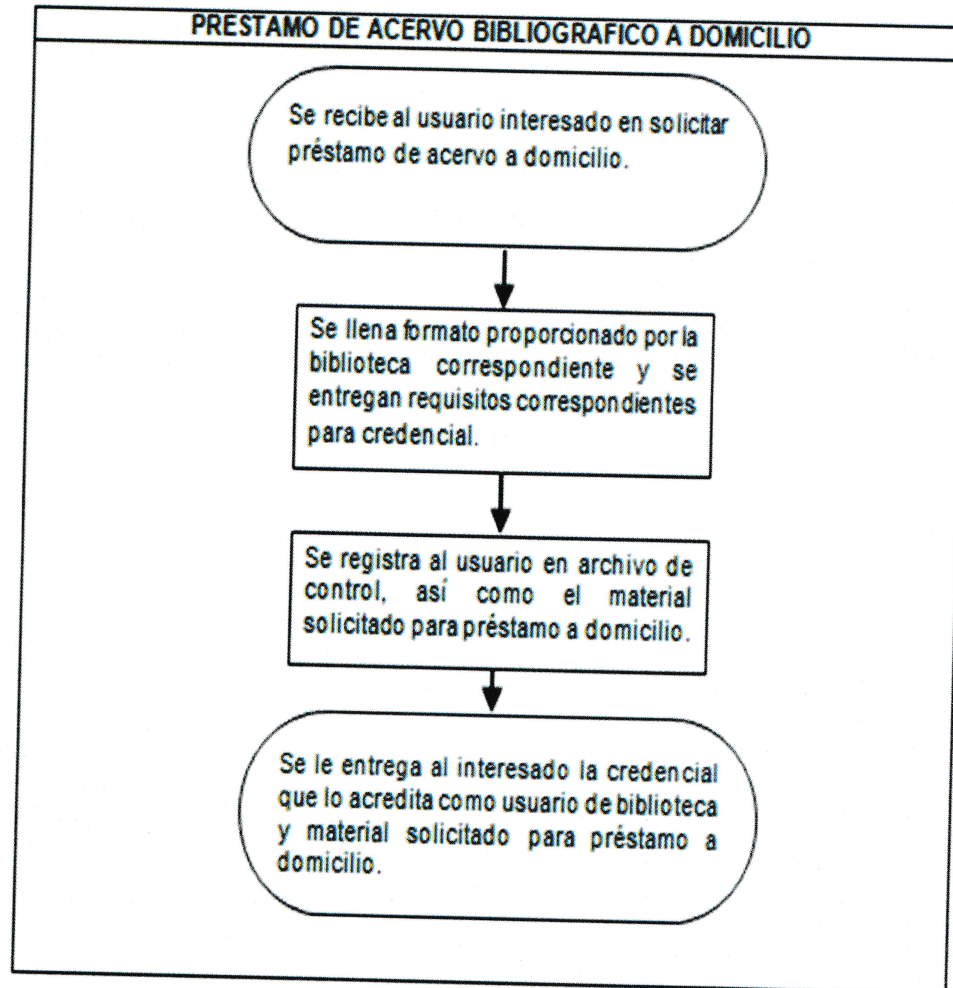 PRESTAMO DE ACERVO BIBLIOGRAFICO A DOMICILIO
Se recibe al usuario interesado en solicitar
préstamo de acervo a domicilio.
Se llena formato proporcionado por la
biblioteca correspondiente y se
entregan requisitos correspondientes
para credencial.
Se registra al usuario en archivo de
control, así como el material
solicitado para préstamo a domicilio.
Se le entrega al interesado la credencial
que lo acredita como usuario de biblioteca
y material solicitado para préstamo a
domicilio.